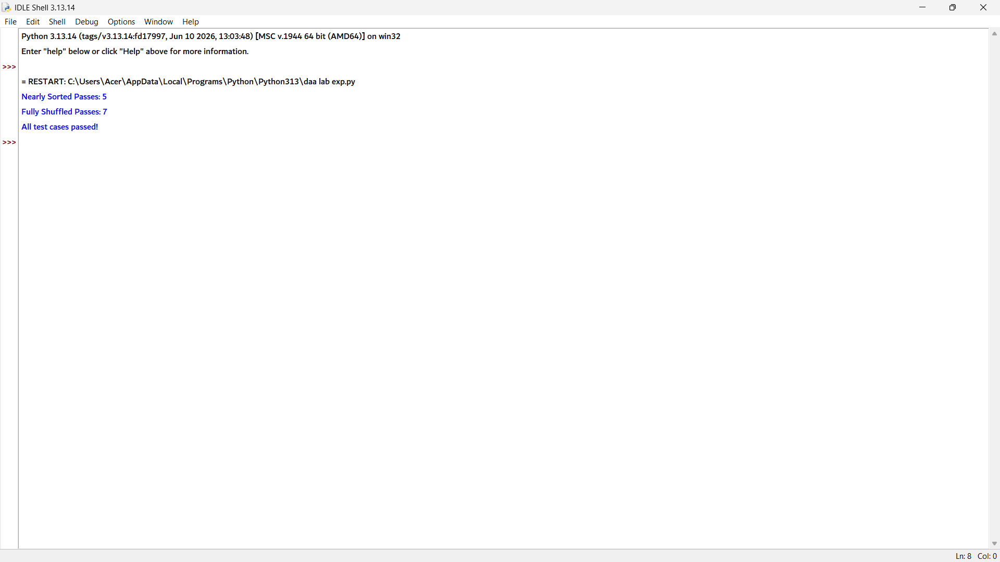 IDLE Shell 3.13.14
File Edit Shell Debug Options Window Help
Python 3.13.14 (tags/v3.13.14:fd17997, Jun 10 2026, 13:03:48) [MSC v.1944 64 bit (AMD64)] on win32
Enter "help" below or click "Help" above for more information.
>>>
= RESTART: C:\Users\Acer\AppData\Local\Programs\Python\Python313\daa lab exp.py
Nearly Sorted Passes: 5
Fully Shuffled Passes: 7
All test cases passed!
>>>
Ln: 8 Col: 0